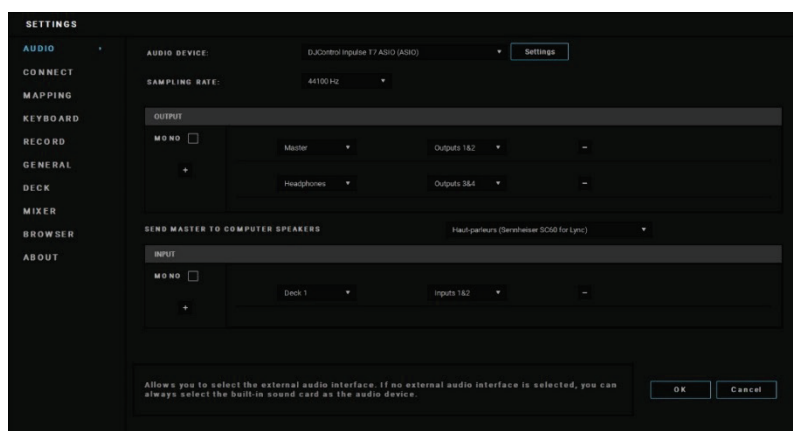 SETTINGS
AUDIO
CONNECT
MAPPING
KEYBOARD
RECORD
GENERAL
DECK
MIXER
BROWSER
ABOUT
AUDIO DEVICE:
DJControl Inpulse T7 ASIO (ASIO)
Settings
SAMPLING RATE:
44100 Hz
OUTPUT
MONO
+
Master
Outputs 1&2
-
Headphones
Outputs 3&4
-
SEND MASTER TO COMPUTER SPEAKERS
Haut-parleurs (Sennheiser SC60 for Lync)
INPUT
MONO
+
Deck 1
Inputs 1&2
-
Allows you to select the external audio interface. If no external audio interface is selected, you can
always select the built-in sound card as the audio device.
OK
Cancel